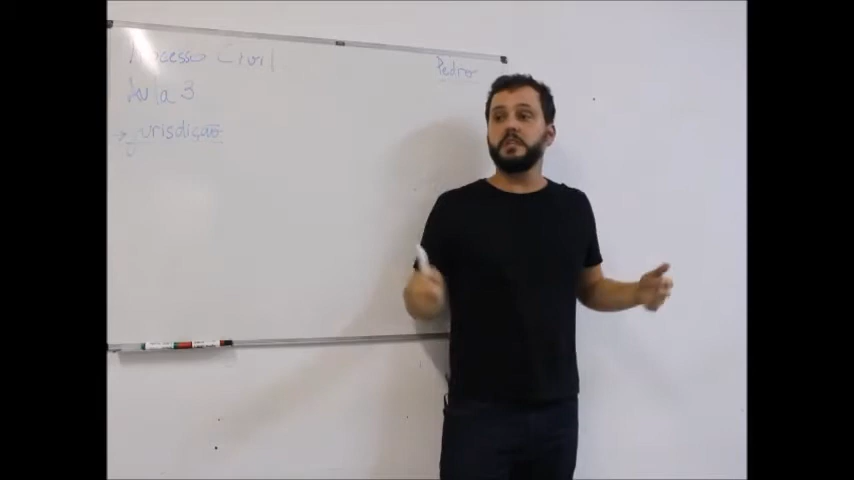 Processo Civil
Pedro
Aula 3
→ Jurisdição